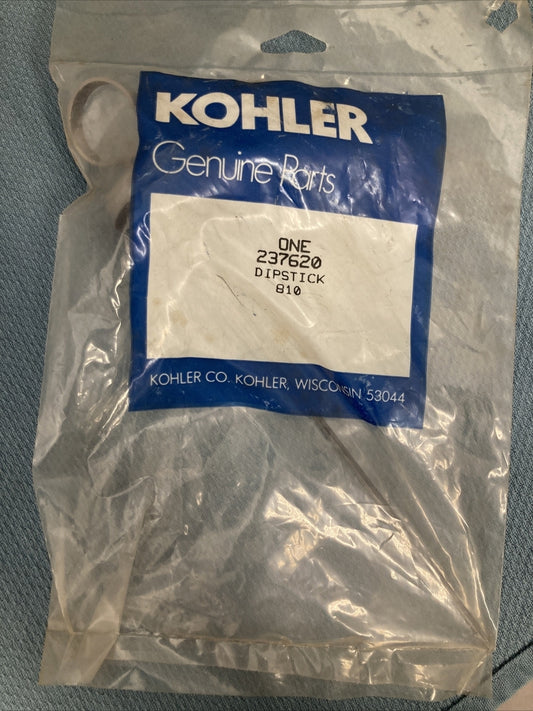 KOHLER
Genuine Parts
ONE
237620
DIPSTICK
810
KOHLER CO. KOHLER, WISCONSIN 53044